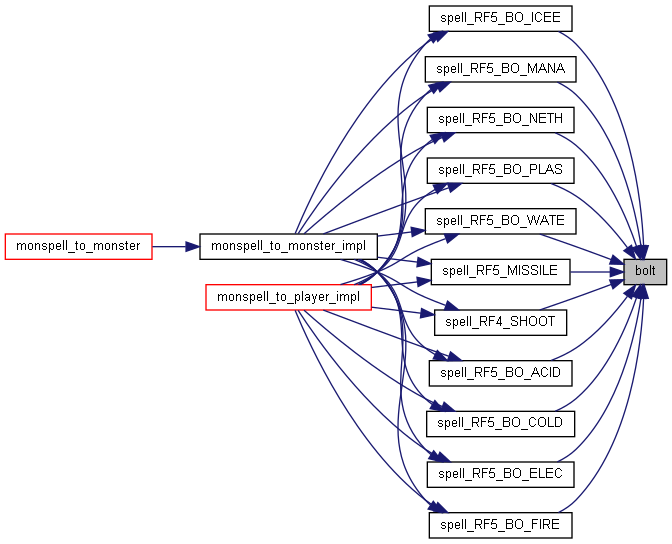 spell_RF5_BO_ICEE
spell_RF5_BO_MANA
spell_RF5_BO_NETH
spell_RF5_BO_PLAS
spell_RF5_BO_WATE
monspell_to_monster
monspell_to_monster_impl
spell_RF5_MISSILE
bolt
monspell_to_player_impl
spell_RF4_SHOOT
spell_RF5_BO_ACID
spell_RF5_BO_COLD
spell_RF5_BO_ELEC
spell_RF5_BO_FIRE